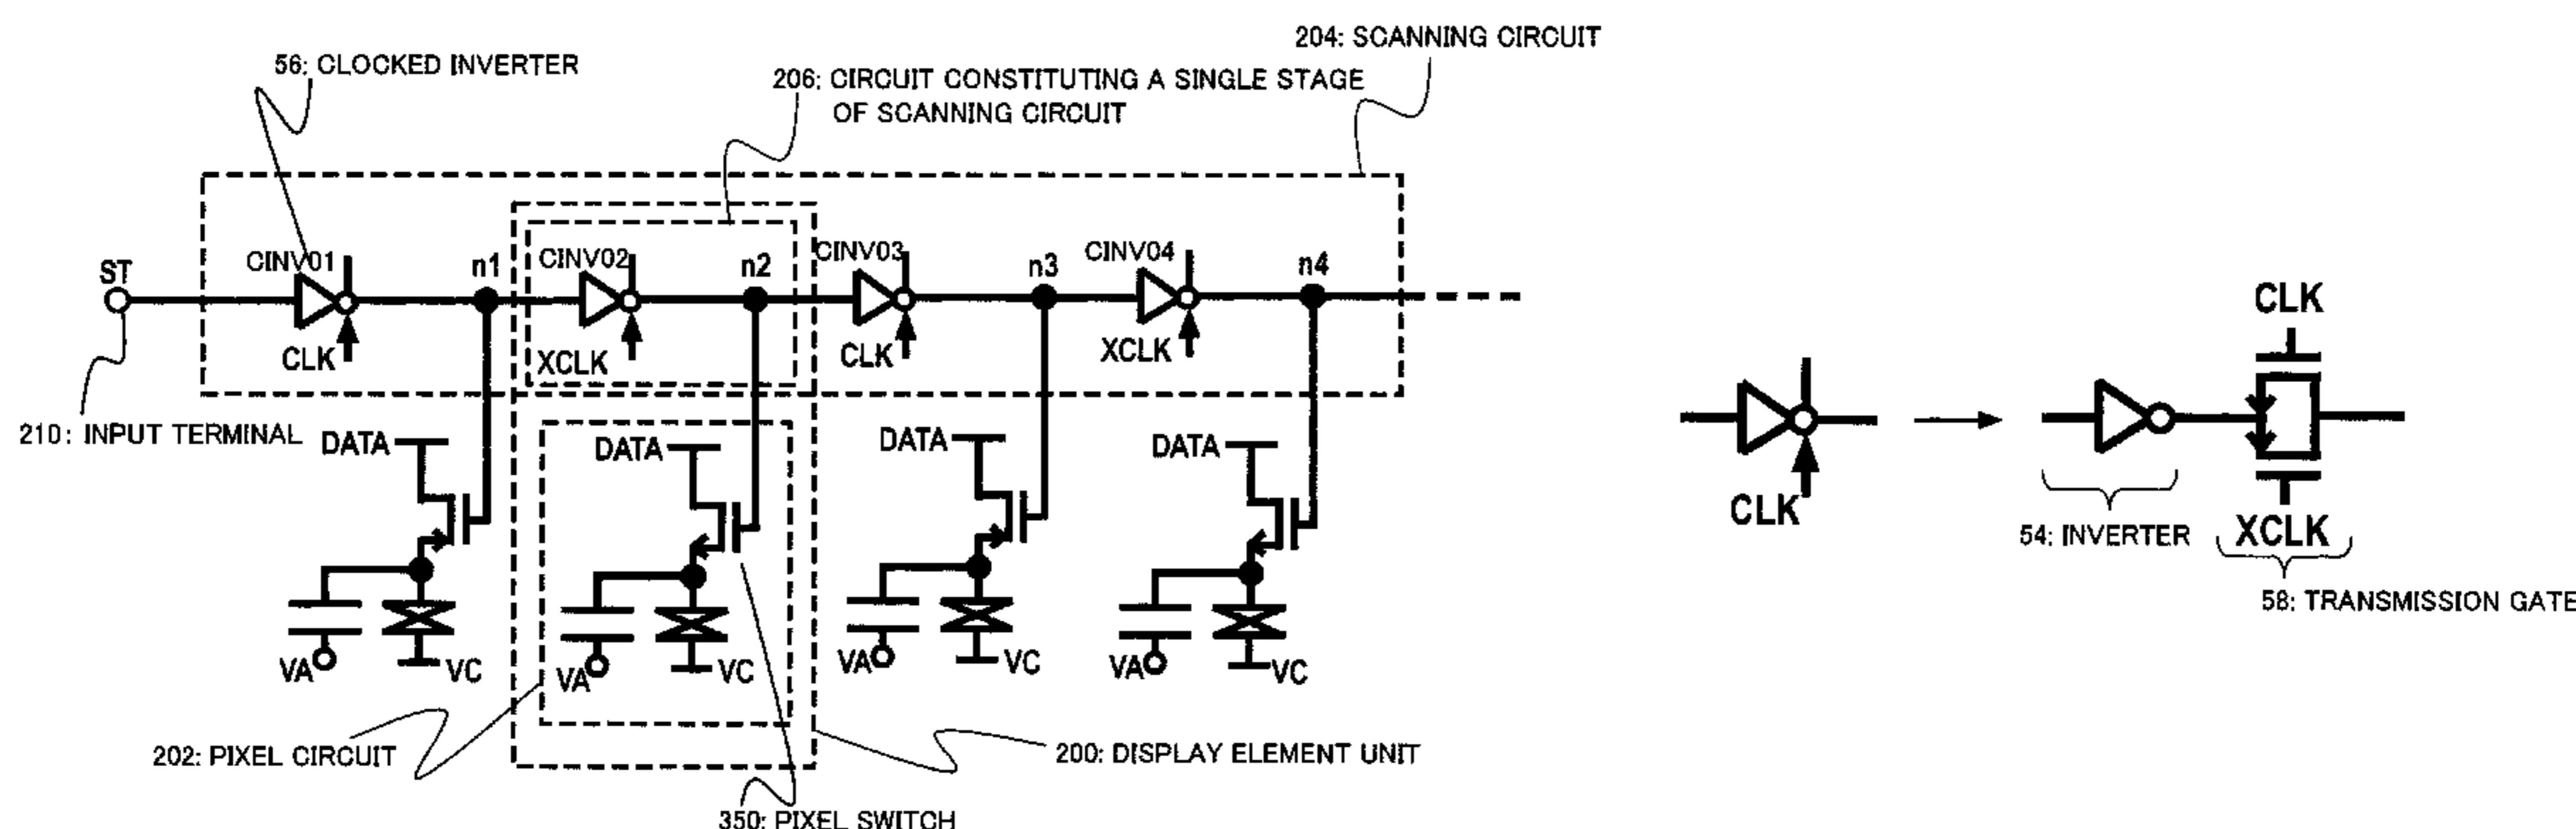 204: SCANNING CIRCUIT
56: CLOCKED INVERTER
206: CIRCUIT CONSTITUTING A SINGLE STAGE
OF SCANNING CIRCUIT
ST
CINV01
n1
CINV02
n2
CINV03
n3
CINV04
n4
CLK
XCLK
CLK
XCLK
210: INPUT TERMINAL
DATA
DATA
DATA
DATA
VA
VC
VA
VC
VA
VC
VA
VC
202: PIXEL CIRCUIT
200: DISPLAY ELEMENT UNIT
350: PIXEL SWITCH
CLK
CLK
54: INVERTER
XCLK
58: TRANSMISSION GATE